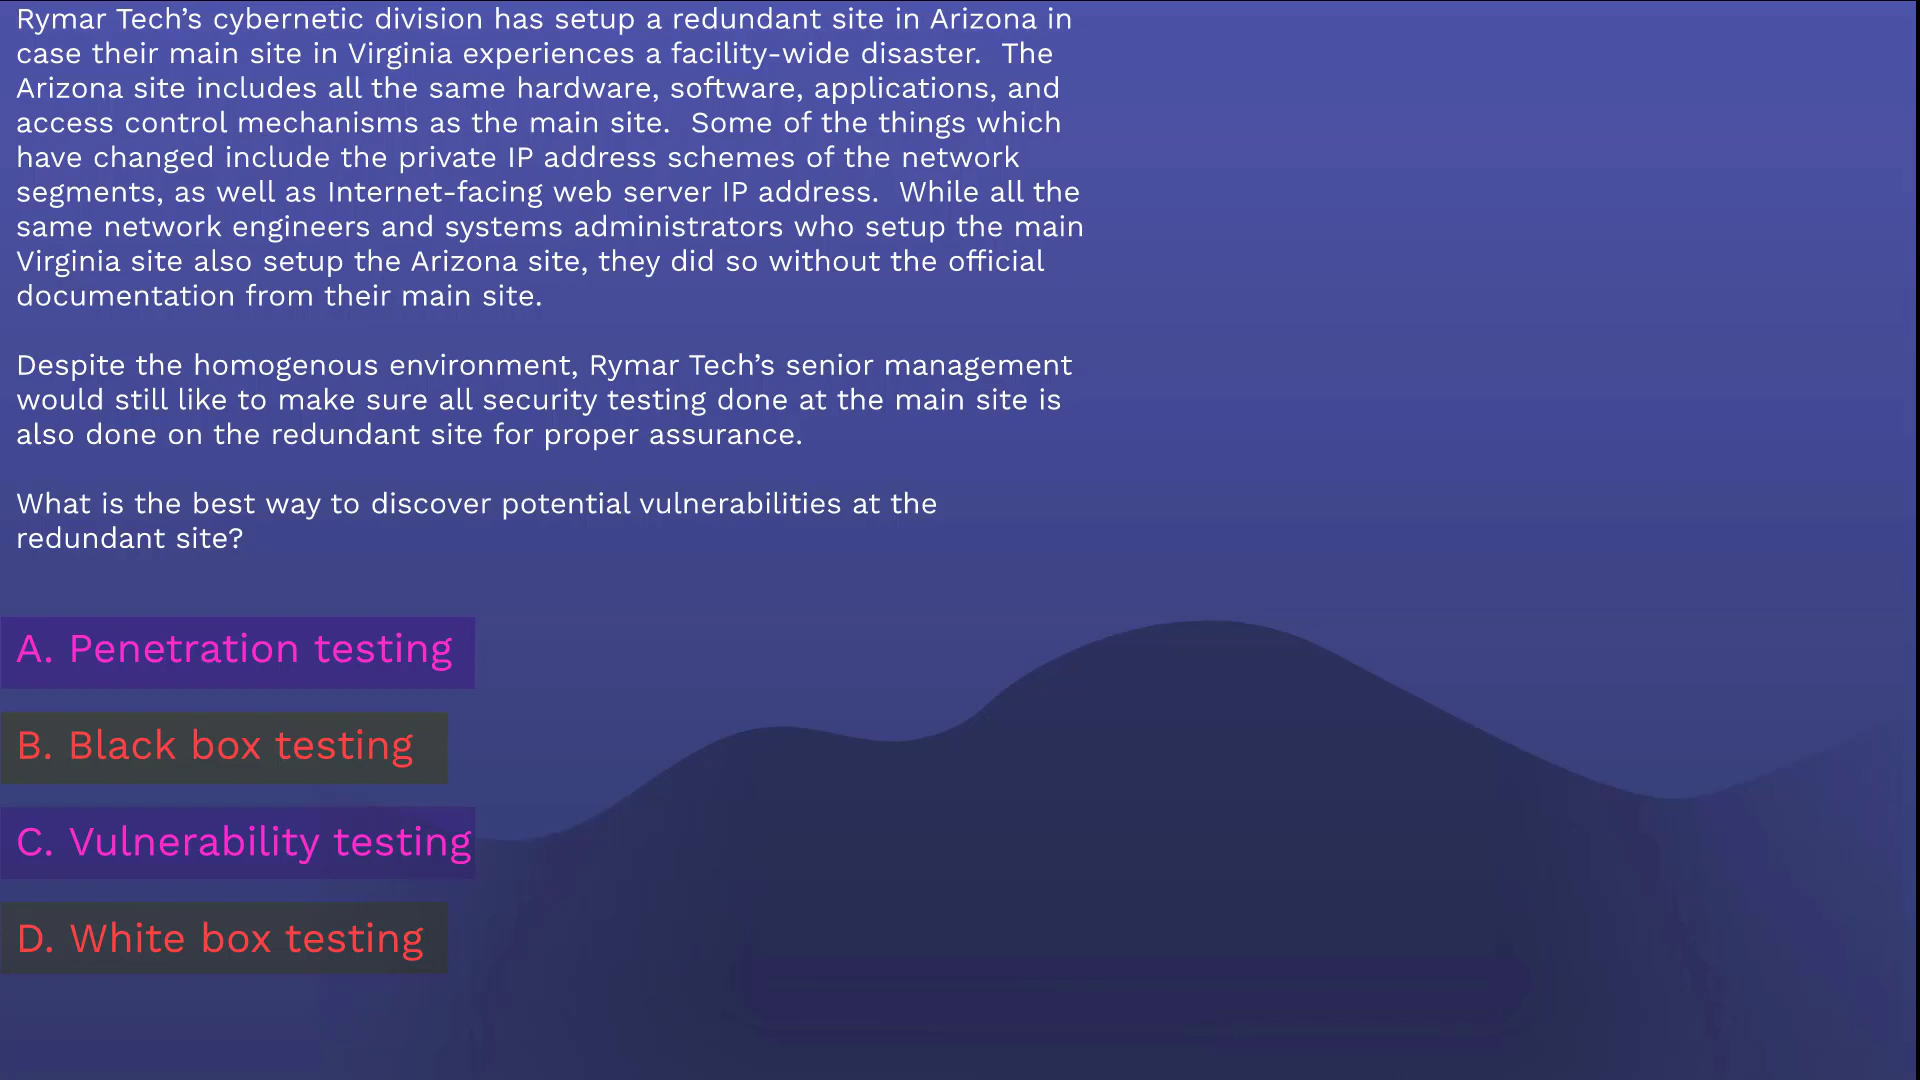 Rymar Tech’s cybernetic division has setup a redundant site in Arizona in
case their main site in Virginia experiences a facility-wide disaster.  The
Arizona site includes all the same hardware, software, applications, and
access control mechanisms as the main site.  Some of the things which
have changed include the private IP address schemes of the network
segments, as well as Internet-facing web server IP address.  While all the
same network engineers and systems administrators who setup the main
Virginia site also setup the Arizona site, they did so without the official
documentation from their main site.
Despite the homogenous environment, Rymar Tech’s senior management
would still like to make sure all security testing done at the main site is
also done on the redundant site for proper assurance.
What is the best way to discover potential vulnerabilities at the
redundant site?
A. Penetration testing
B. Black box testing
C. Vulnerability testing
D. White box testing